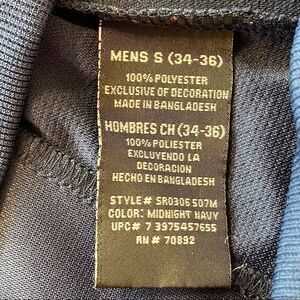 MENS S (34-36)
100% POLYESTER
EXCLUSIVE OF DECORATION
MADE IN BANGLADESH
HOMBRES CH (34-36)
100% POLIESTER
EXCLUYENDO LA
DECORACION
HECHO EN BANGLADESH
STYLE# SR0306 507M
COLOR: MIDNIGHT NAVY
UPC# 7 3975457655
RN# 70892